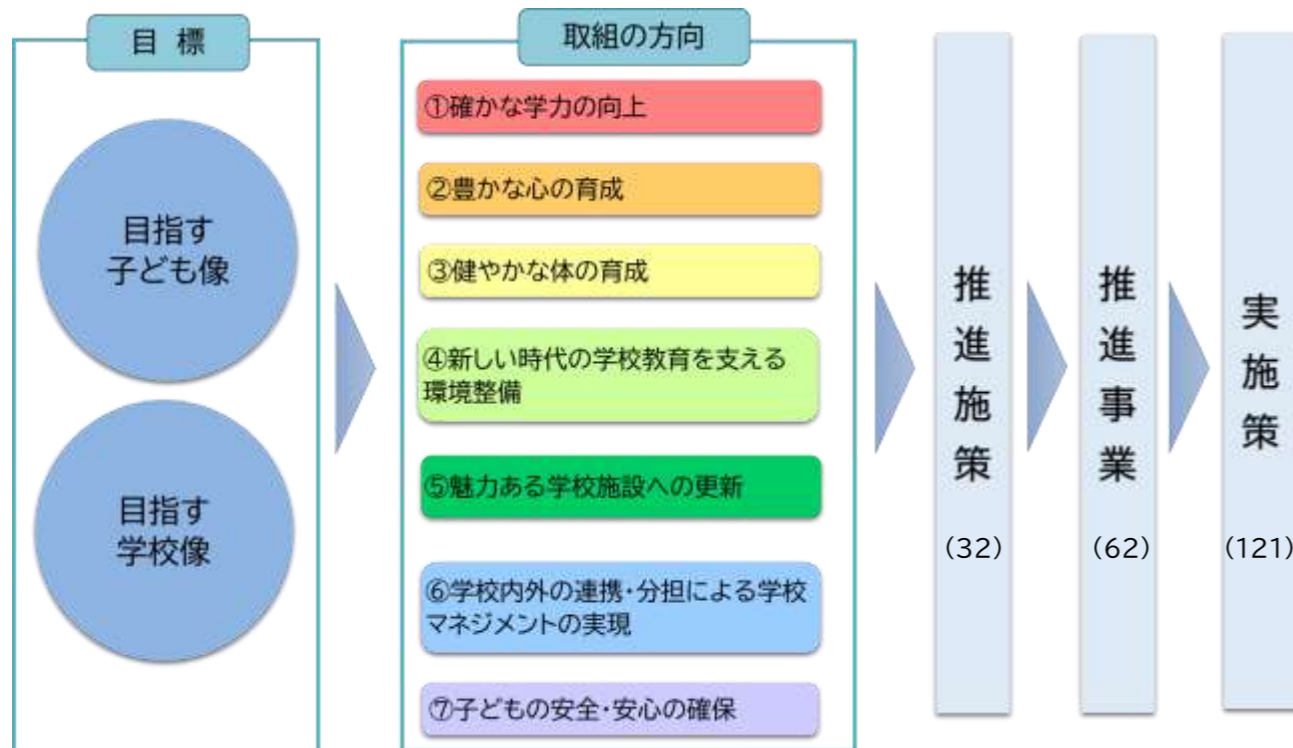 目 標
目指す
子ども像
目指す
学校像
取組の方向
①確かな学力の向上
②豊かな心の育成
③健やかな体の育成
④新しい時代の学校教育を支える
環境整備
⑤魅力ある学校施設への更新
⑥学校内外の連携・分担による学校
マネジメントの実現
⑦子どもの安全・安心の確保
推進施策
(32)
推進事業
(62)
実施策
(121)